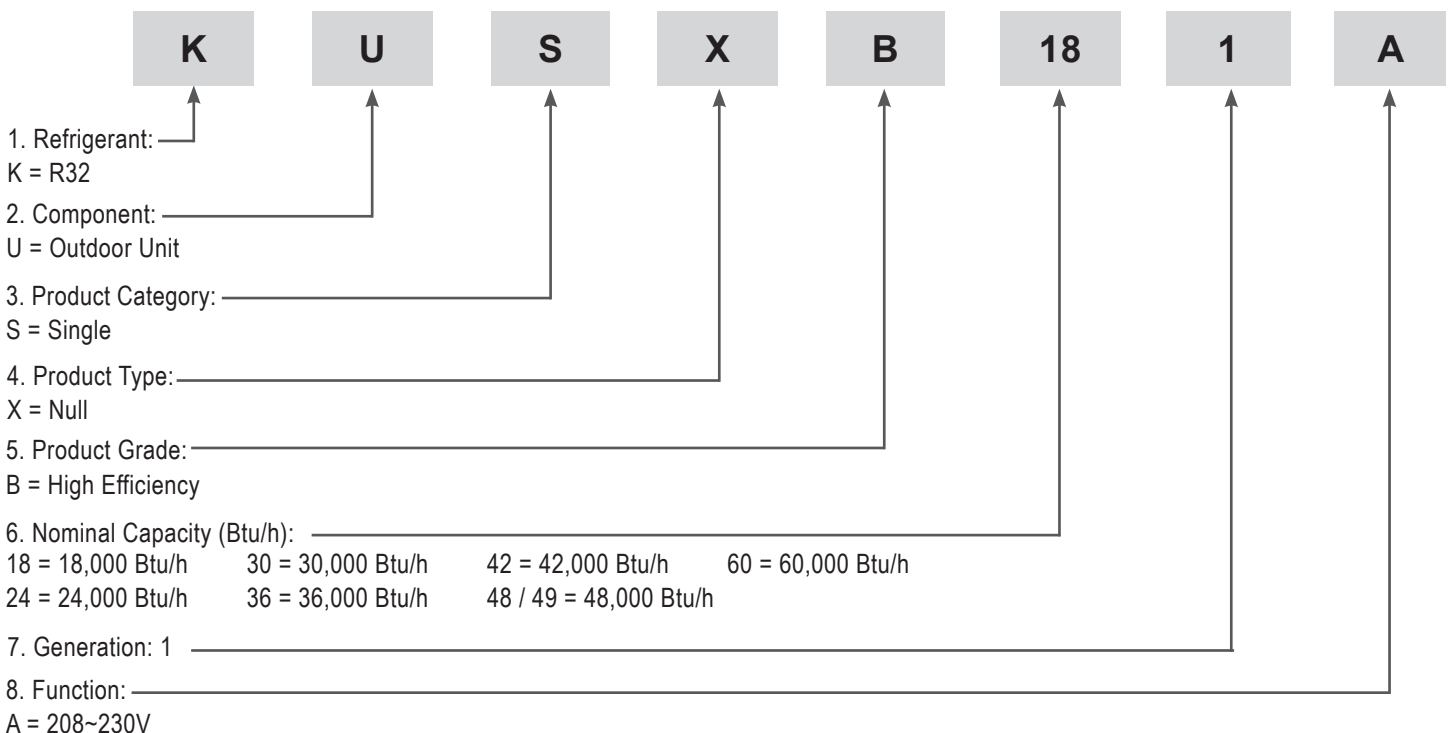 K U S X B 18 1 A
1. Refrigerant:
K = R32
2. Component:
U = Outdoor Unit
3. Product Category:
S = Single
4. Product Type:
X = Null
5. Product Grade:
B = High Efficiency
6. Nominal Capacity (Btu/h):
18 = 18,000 Btu/h 30 = 30,000 Btu/h 42 = 42,000 Btu/h 60 = 60,000 Btu/h
24 = 24,000 Btu/h 36 = 36,000 Btu/h 48 / 49 = 48,000 Btu/h
7. Generation: 1
8. Function:
A = 208~230V